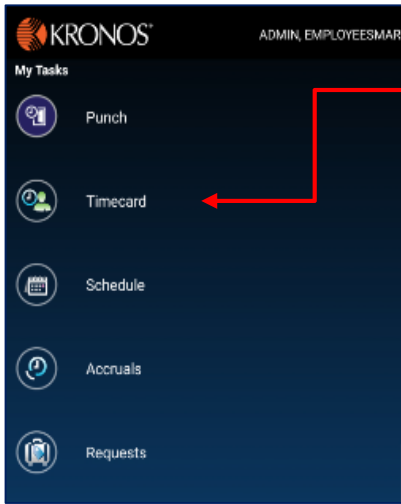 KRONOS ADMIN, EMPLOYEESMAR
My Tasks
Punch
Timecard
Schedule
Accruals
Requests